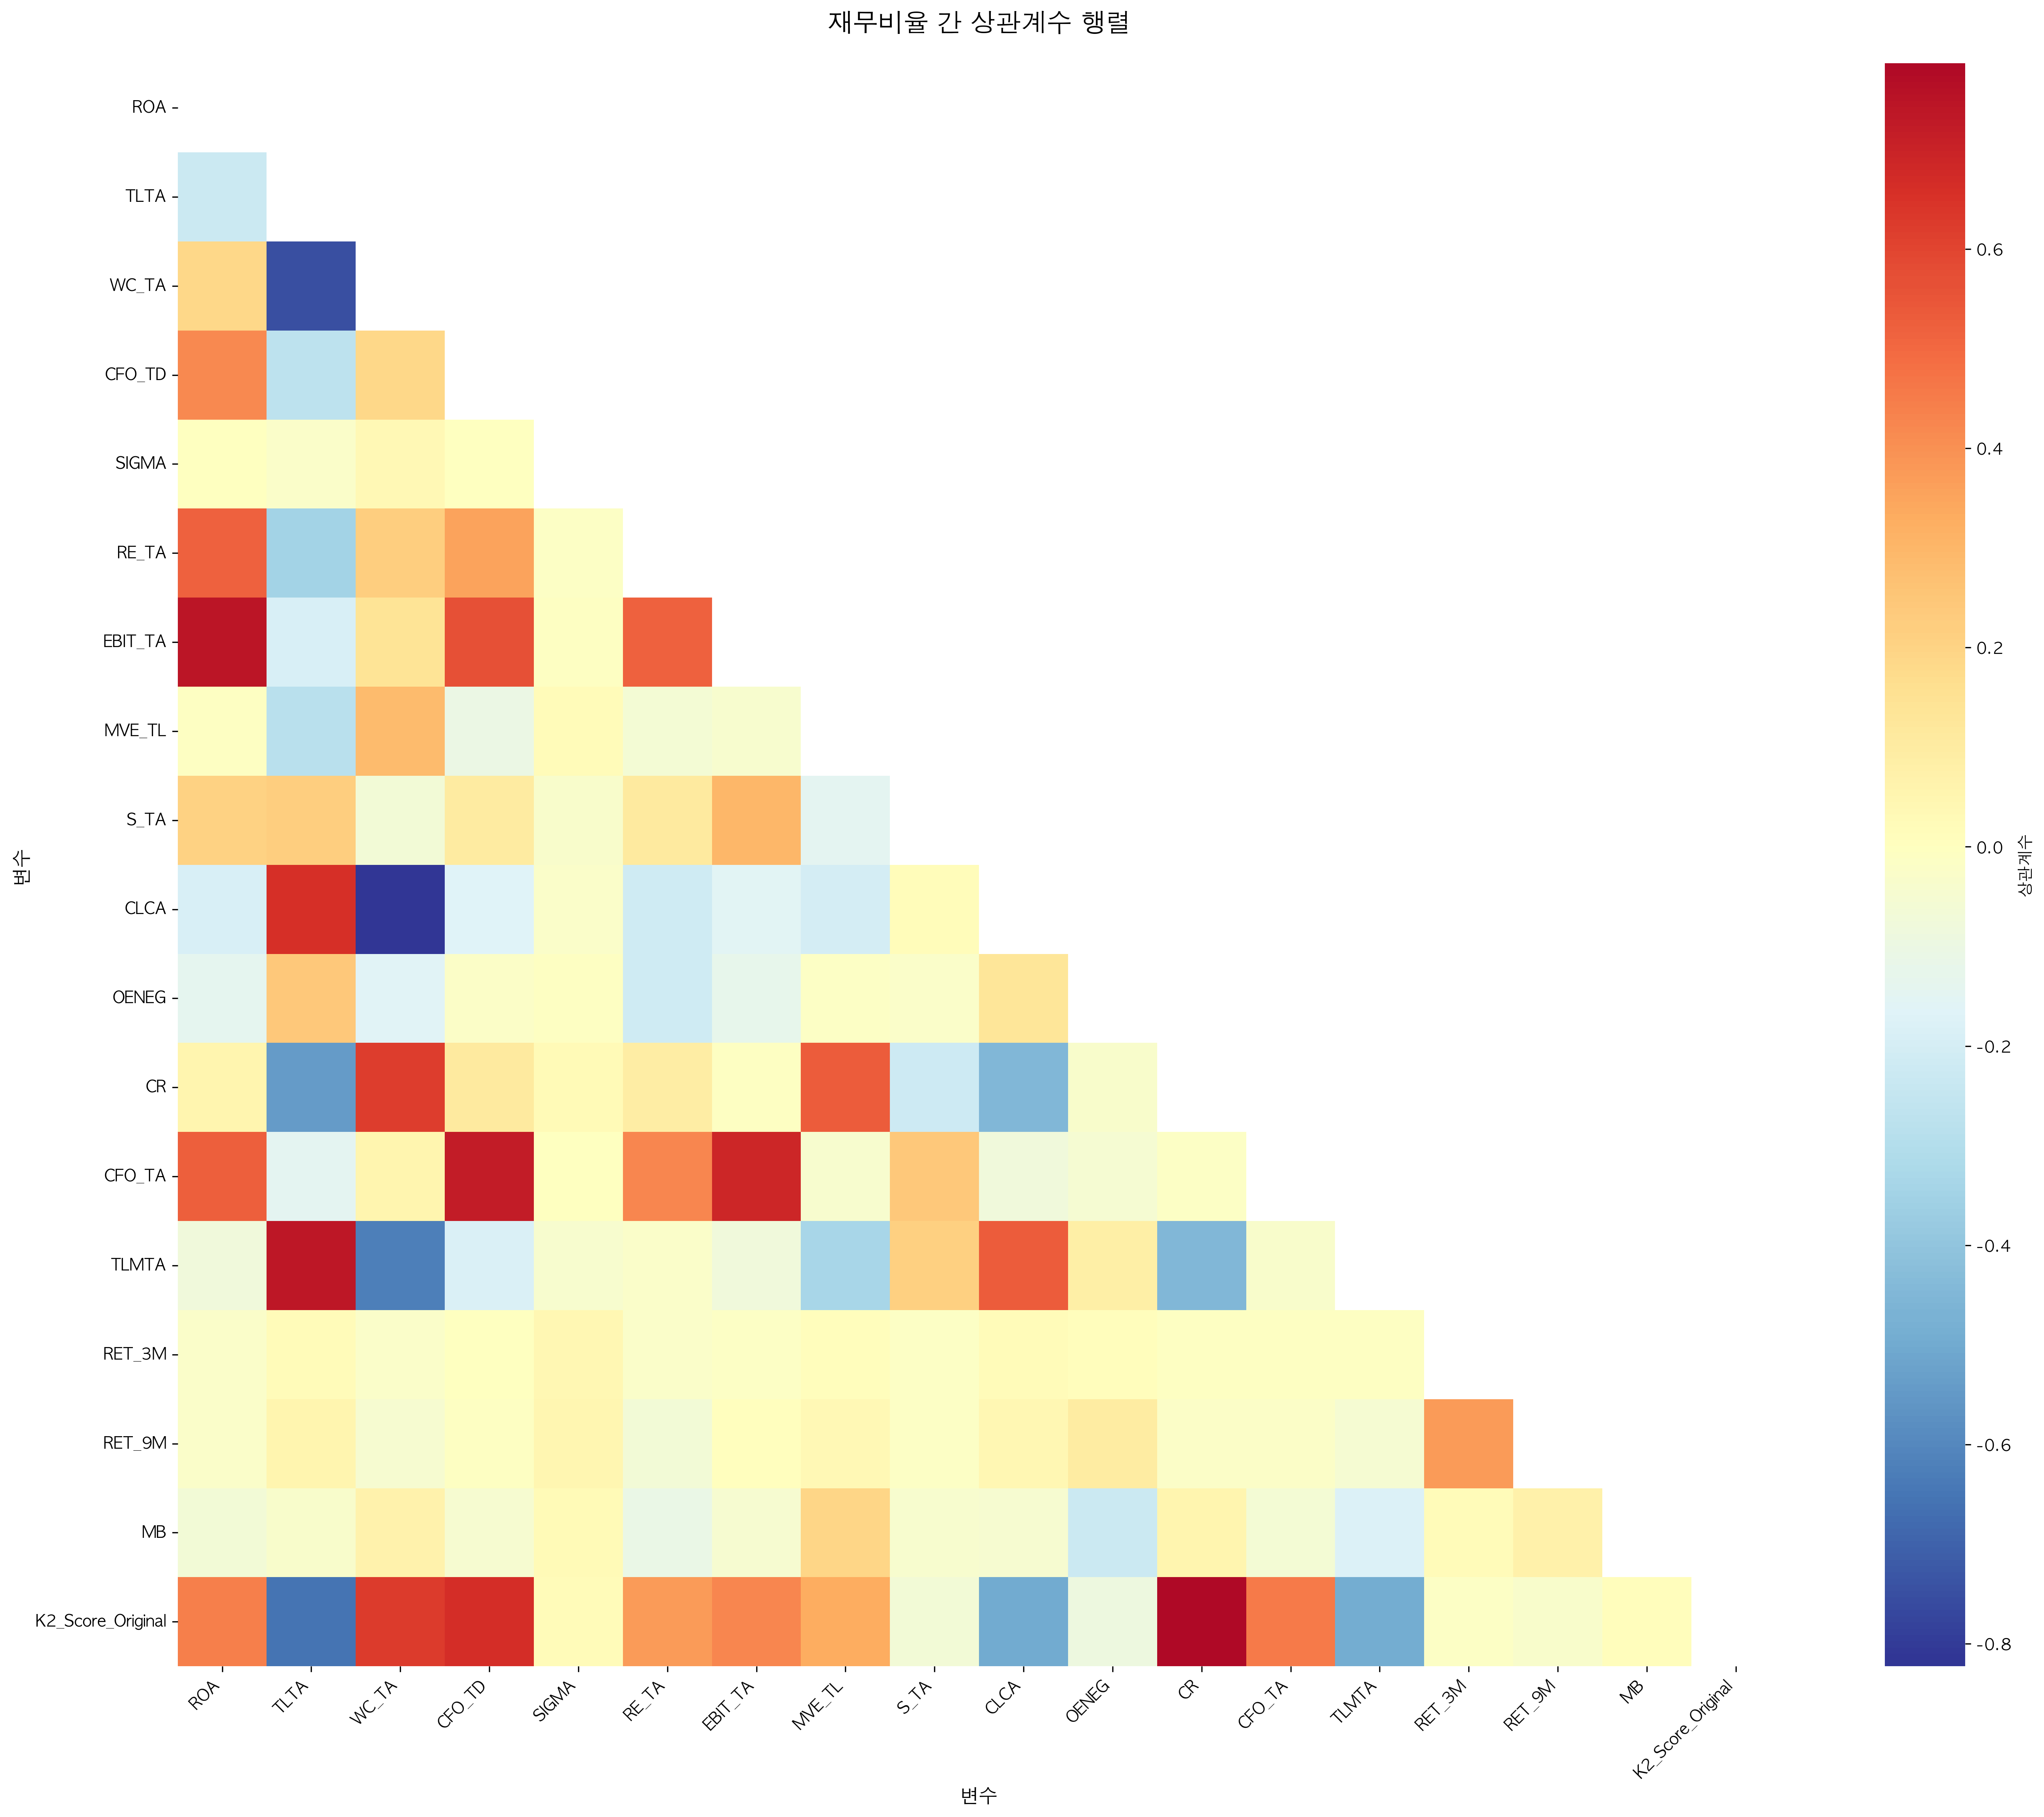 재무비율 간 상관계수 행렬
ROA
TLTA
WC_TA
CFO_TD
SIGMA
RE_TA
EBIT_TA
MVE_TL
S_TA
CLCA
OENEG
CR
CFO_TA
TLMTA
RET_3M
RET_9M
MB
K2_Score_Original
변수
ROA
TLTA
WC_TA
CFO_TD
SIGMA
RE_TA
EBIT_TA
MVE_TL
S_TA
CLCA
OENEG
CR
CFO_TA
TLMTA
RET_3M
RET_9M
MB
K2_Score_Original
변수
0.6
0.4
0.2
0.0
-0.2
-0.4
-0.6
-0.8
상관계수